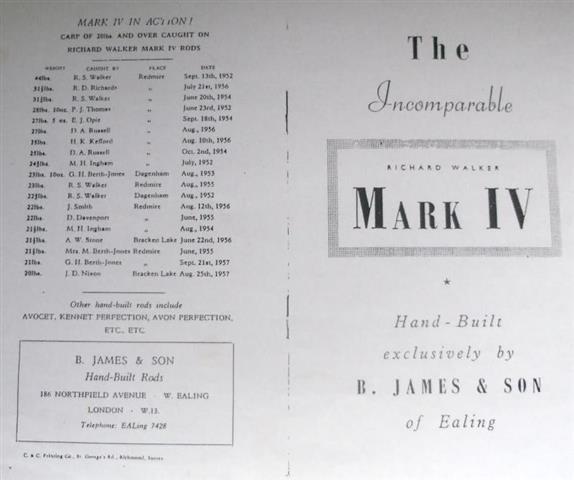 MARK IV IN ACTION!
CARP OF 20lbs. AND OVER CAUGHT ON
RICHARD WALKER MARK IV RODS
WEIGHT CAUGHT BY PLACE DATE
44lbs. R. S. Walker Redmire Sept. 13th, 1952
31½lbs. R. D. Richards „ July 21st, 1956
31½lbs. R. S. Walker „ June 20th, 1954
28lbs. 10oz. P. J. Thomas „ June 23rd, 1952
27lbs. 5 oz. E. J. Opie „ Sept. 18th, 1954
27lbs. D. A. Russell „ Aug., 1956
25lbs. H. K. Kefford „ Aug. 10th, 1956
25lbs. D. A. Russell „ Oct. 2nd, 1954
24½lbs. M. H. Ingham „ July, 1952
23lbs. 10oz. G. H. Berth-Jones Dagenham Aug., 1953
23lbs. R. S. Walker Redmire Aug., 1955
22½lbs. R. S. Walker Dagenham Aug., 1952
22lbs. J. Smith Redmire Aug. 12th, 1956
22lbs. D. Davenport „ June, 1955
21½lbs. M. H. Ingham „ Aug., 1954
21½lbs. A. W. Stone Bracken Lake June 22nd, 1956
21½lbs. Mrs. M. Berth-Jones Redmire June, 1955
21lbs. G. H. Berth-Jones „ Sept. 21st, 1957
20lbs. J. D. Nixon Bracken Lake Aug. 25th, 1957
Other hand-built rods include
AVOCET, KENNET PERFECTION, AVON PERFECTION,
ETC., ETC.
B. JAMES & SON
Hand-Built Rods
186 NORTHFIELD AVENUE · W. EALING
LONDON · W.13.
Telephone: EALing 7428
C. & C. Printing Co., St. George's Rd., Richmond, Surrey
The
Incomparable
RICHARD WALKER
MARK IV
★
Hand-Built
exclusively by
B. JAMES & SON
of Ealing